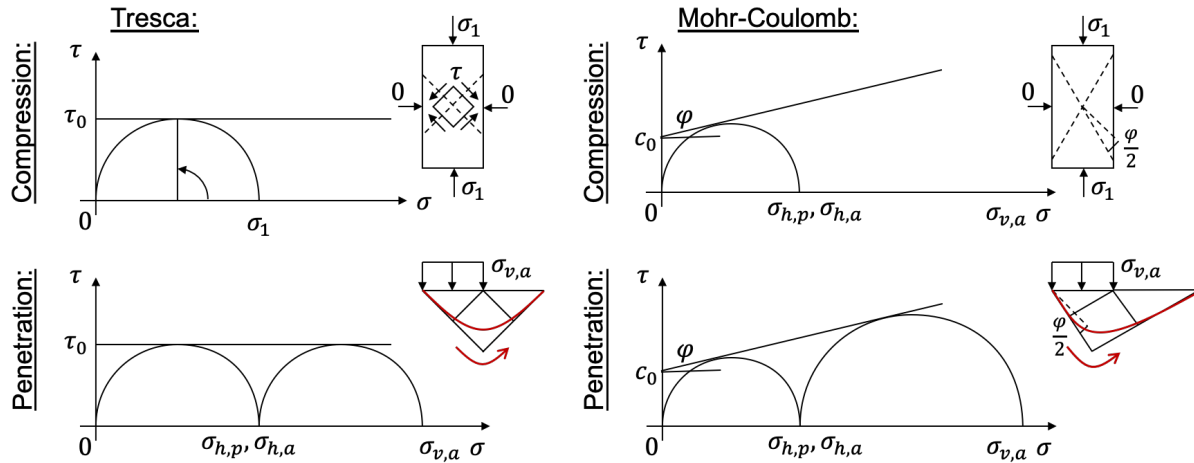 Tresca:
Mohr-Coulomb:
Compression:
τ
τ₀
0
σ₁
σ
σ₁
0
τ
0
σ₁
Compression:
τ
c₀
φ
0
σₕ,ₚ, σₕ,ₐ
σᵥ,ₐ σ
σ₁
0
0
φ/2
σ₁
Penetration:
τ
τ₀
0
σₕ,ₚ, σₕ,ₐ
σᵥ,ₐ σ
σᵥ,ₐ
Penetration:
τ
c₀
φ
0
σₕ,ₚ, σₕ,ₐ
σᵥ,ₐ σ
σᵥ,ₐ
φ/2